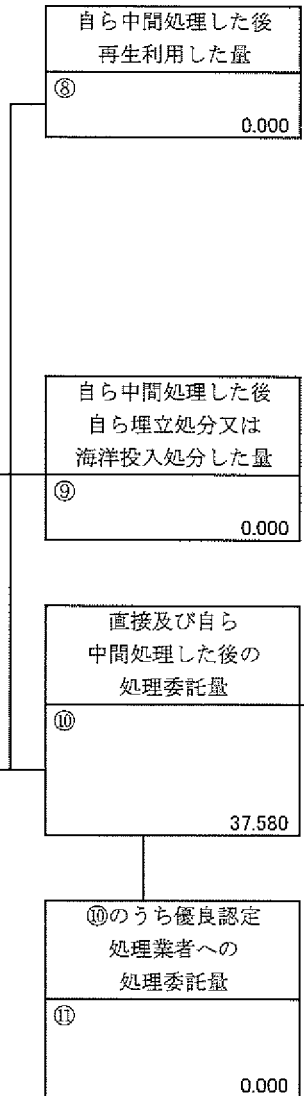 自ら中間処理した後
再生利用した量
⑧
0.000
自ら中間処理した後
自ら埋立処分又は
海洋投入処分した量
⑨
0.000
直接及び自ら
中間処理した後の
処理委託量
⑩
37.580
⑩のうち優良認定
処理業者への
処理委託量
⑪
0.000